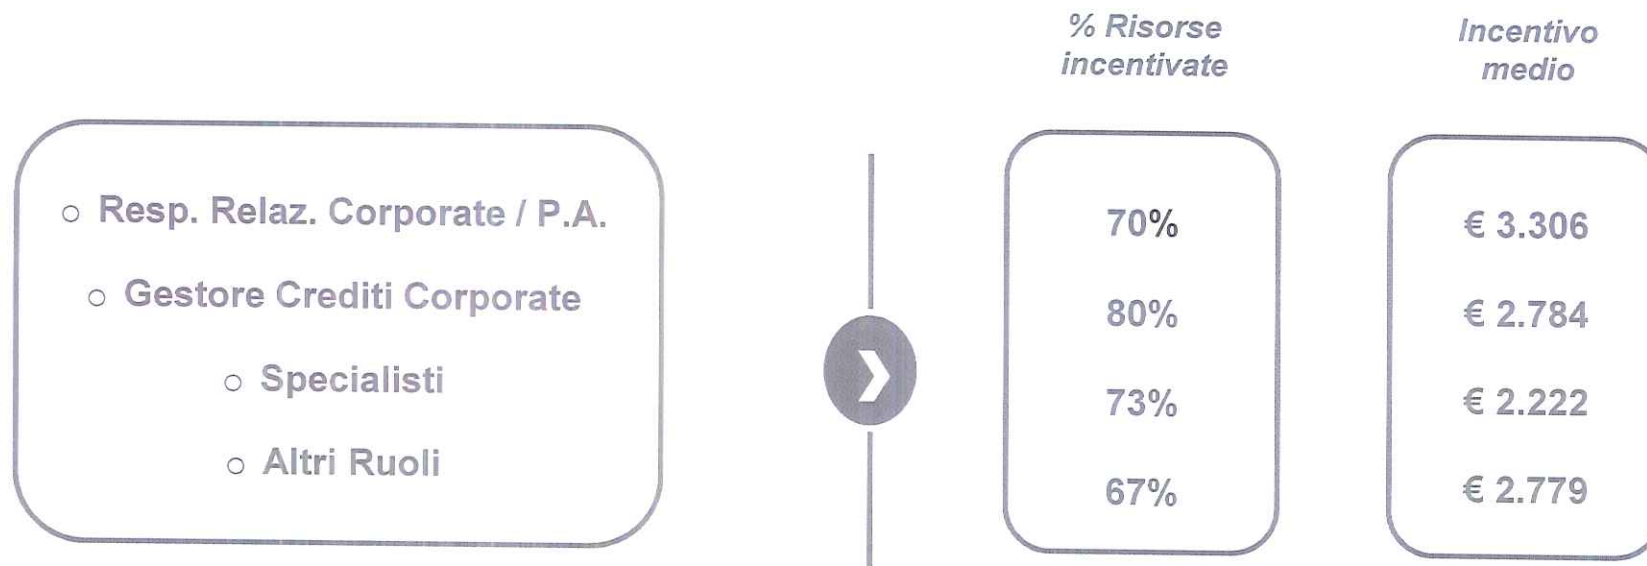 % Risorse
incentivate
Incentivo
medio
Resp. Relaz. Corporate / P.A.
Gestore Crediti Corporate
Specialisti
Altri Ruoli
70%
80%
73%
67%
€ 3.306
€ 2.784
€ 2.222
€ 2.779